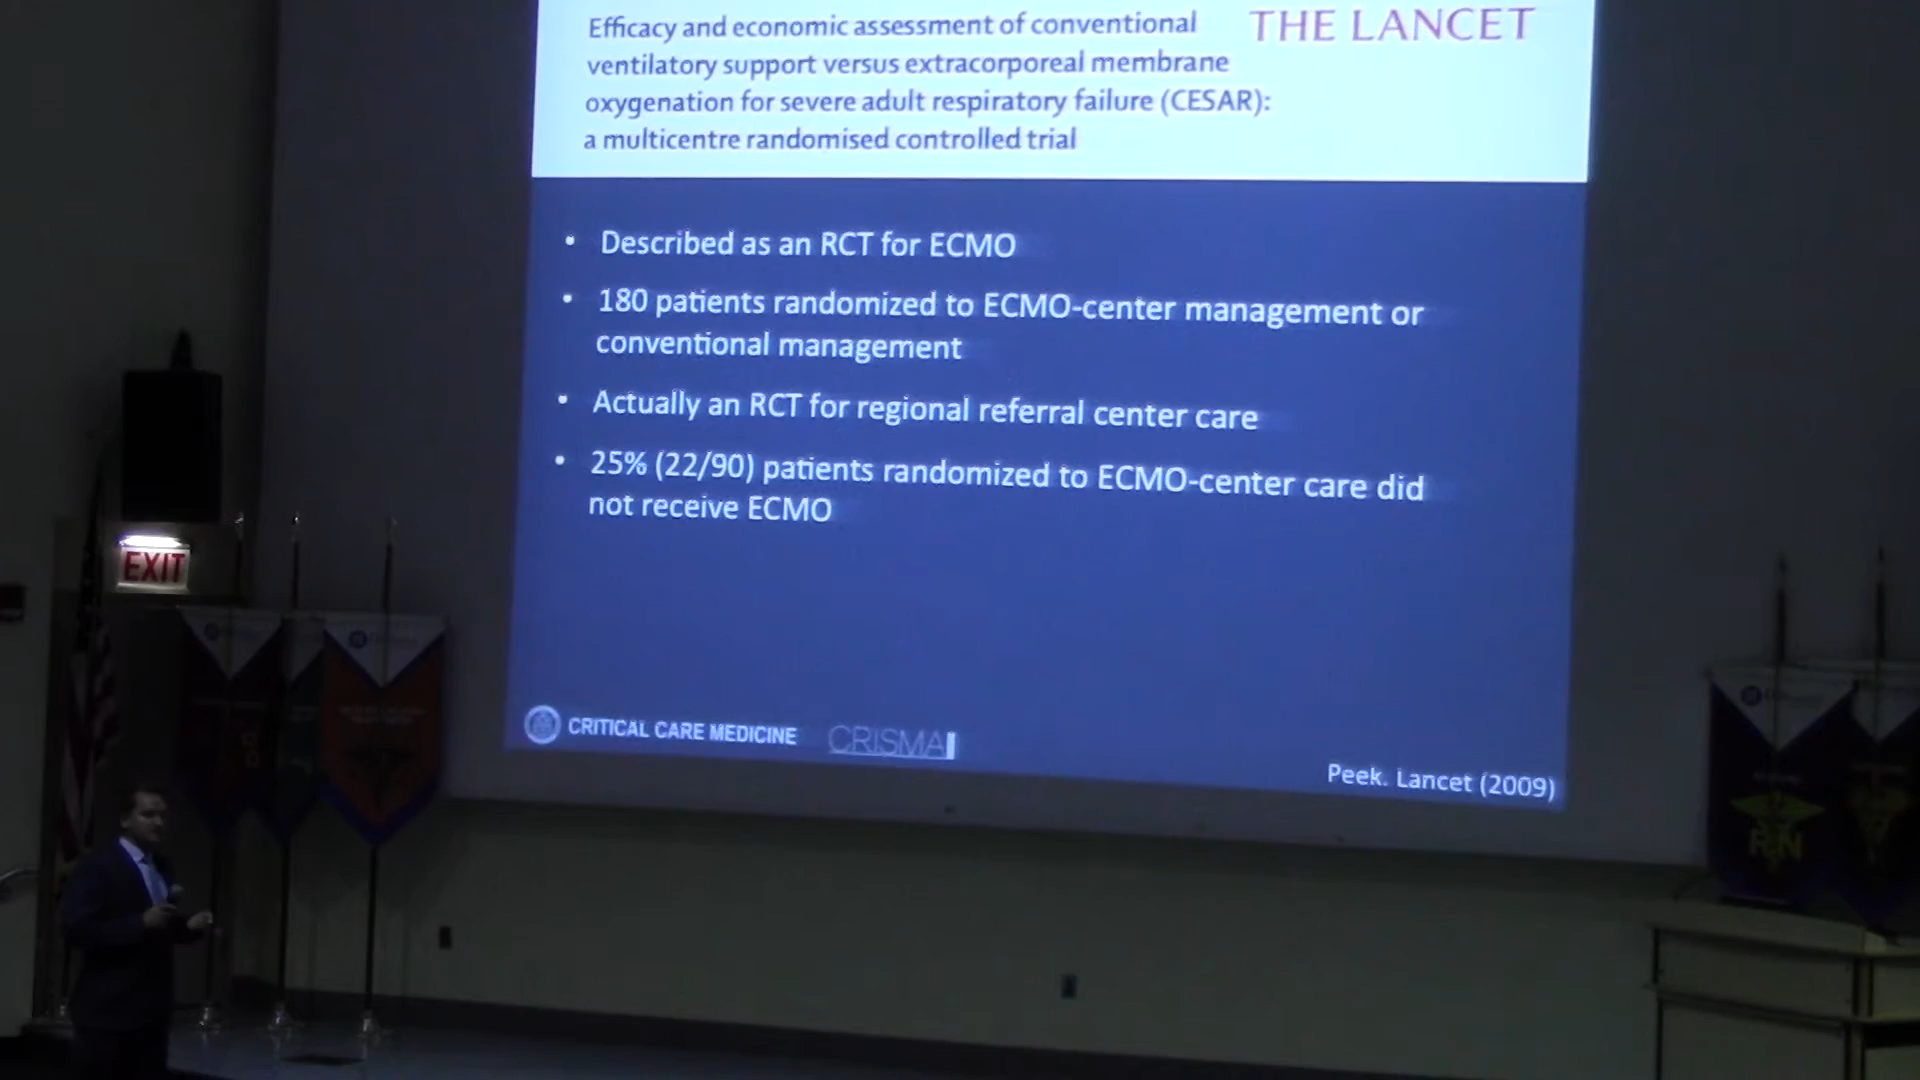 Efficacy and economic assessment of conventional
ventilatory support versus extracorporeal membrane
oxygenation for severe adult respiratory failure (CESAR):
a multicentre randomised controlled trial
THE LANCET
• Described as an RCT for ECMO
• 180 patients randomized to ECMO-center management or
conventional management
• Actually an RCT for regional referral center care
• 25% (22/90) patients randomized to ECMO-center care did
not receive ECMO
CRITICAL CARE MEDICINE
CRISMA
Peek. Lancet (2009)
EXIT
RN